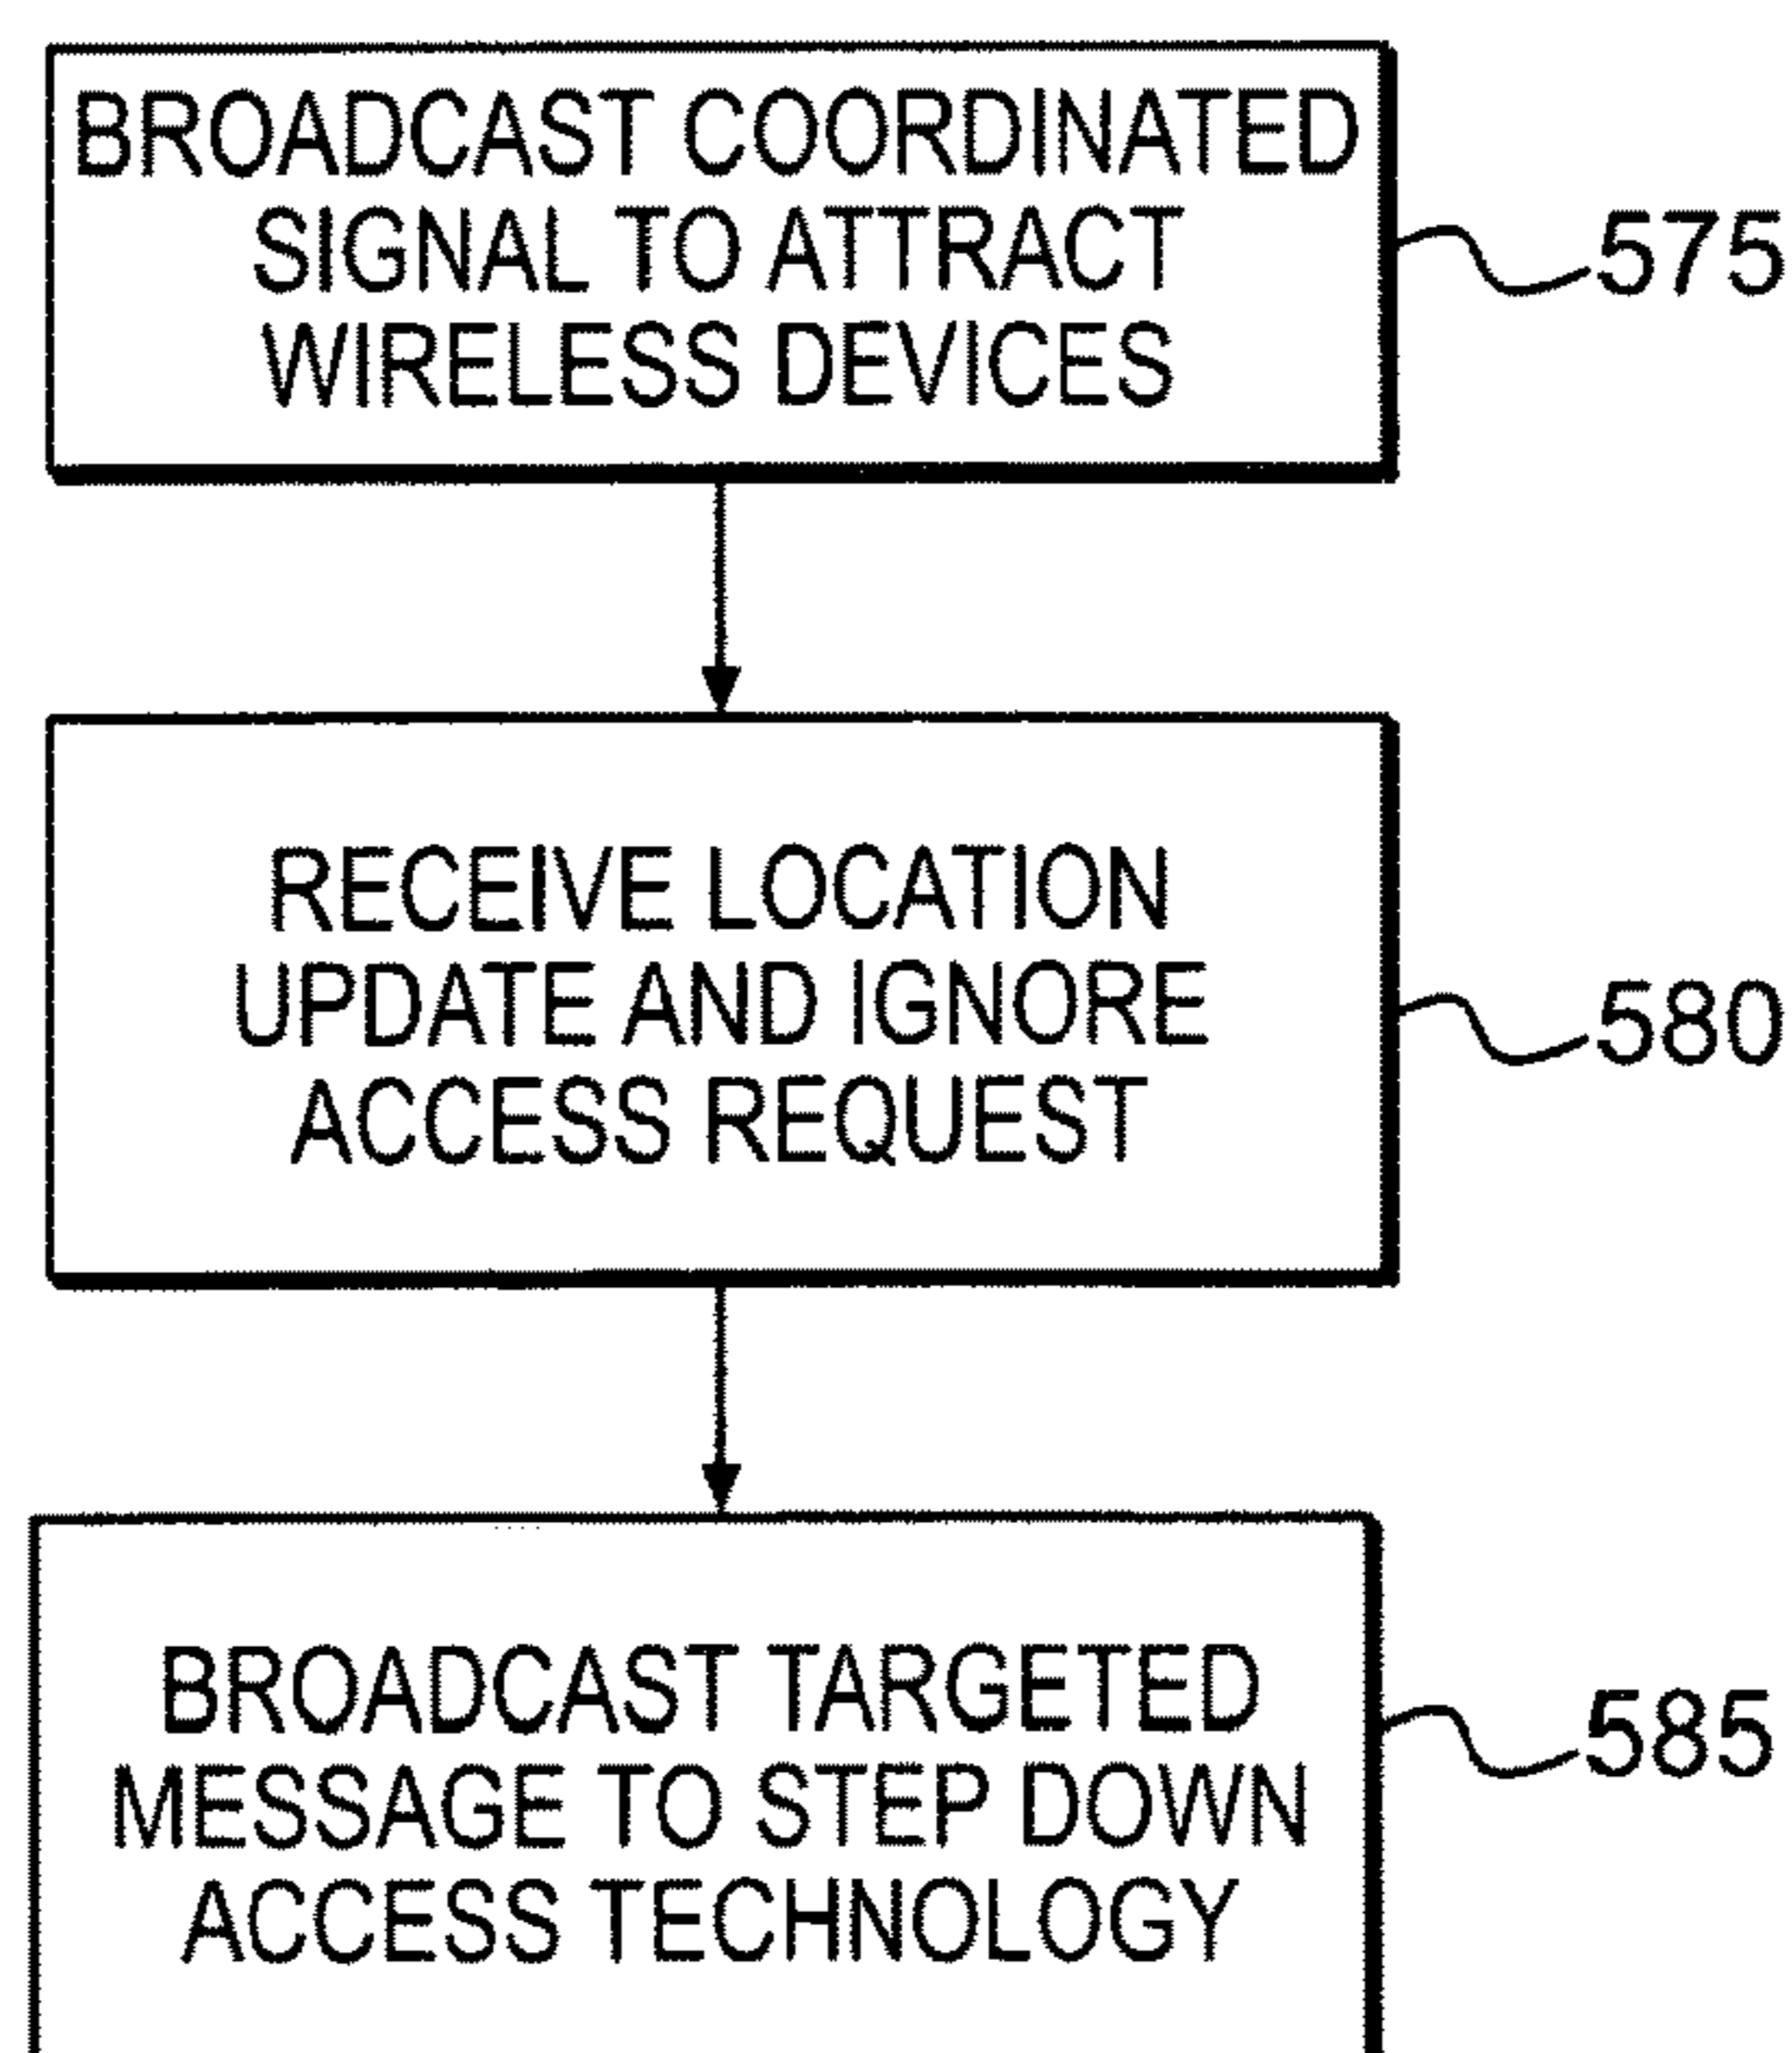 BROADCAST COORDINATED
SIGNAL TO ATTRACT
WIRELESS DEVICES
575
RECEIVE LOCATION
UPDATE AND IGNORE
ACCESS REQUEST
580
BROADCAST TARGETED
MESSAGE TO STEP DOWN
ACCESS TECHNOLOGY
585